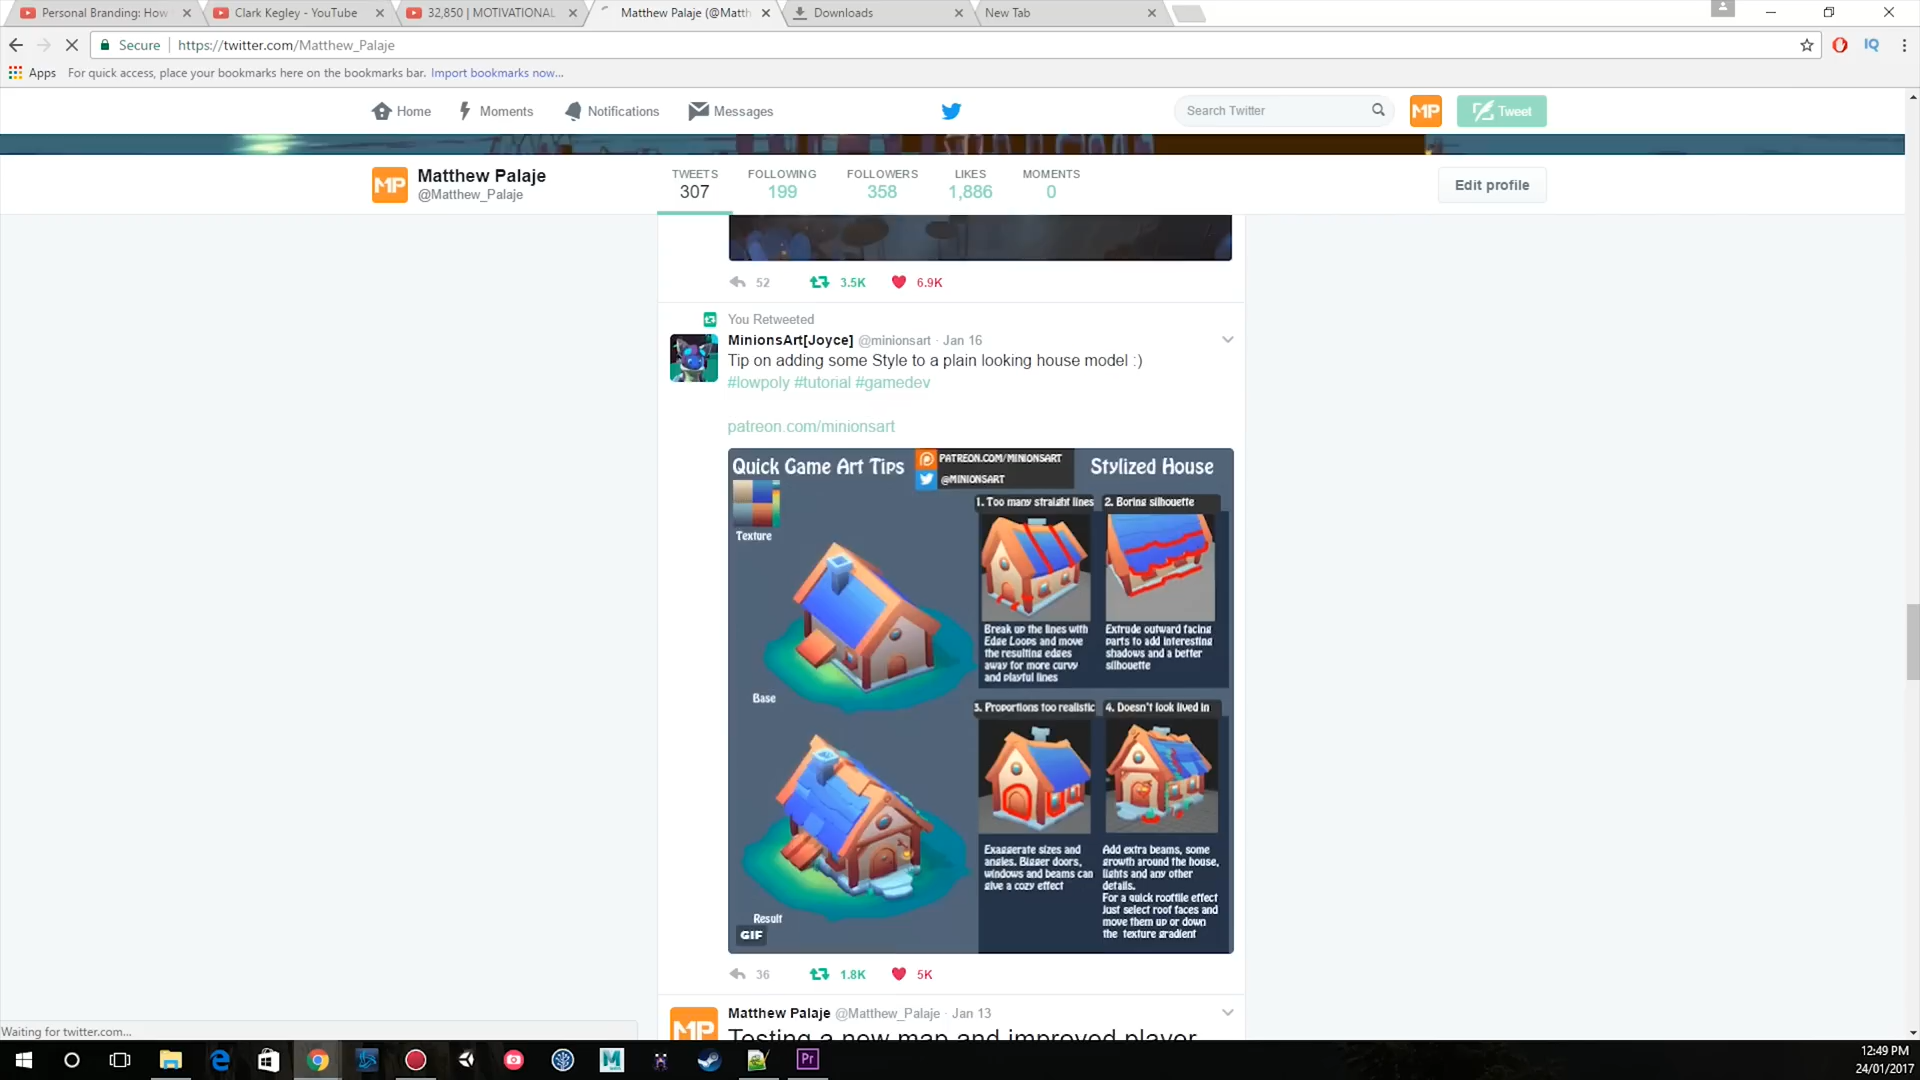 Personal Branding: How
Clark Kegley - YouTube
32,850 | MOTIVATIONAL
Matthew Palaje (@Matth
Downloads
New Tab
Secure
https://twitter.com/Matthew_Palaje
IQ
Apps
For quick access, place your bookmarks here on the bookmarks bar. Import bookmarks now...
Home
Moments
Notifications
Messages
Search Twitter
MP
Tweet
MP
Matthew Palaje
@Matthew_Palaje
TWEETS
307
FOLLOWING
199
FOLLOWERS
358
LIKES
1,886
MOMENTS
0
Edit profile
52
3.5K
6.9K
You Retweeted
MinionsArt[Joyce] @minionsart · Jan 16
Tip on adding some Style to a plain looking house model :)
#lowpoly #tutorial #gamedev
patreon.com/minionsart
Quick Game Art Tips
PATREON.COM/MINIONSART
@MINIONSART
Stylized House
Texture
Base
Result
GIF
1. Too many straight lines
Break up the lines with
Edge Loops and move
the resulting edges
away for more curvy
and playful lines
2. Boring silhouette
Extrude outward facing
parts to add interesting
shadows and a better
silhouette
3. Proportions too realistic
Exaggerate sizes and
angles. Bigger doors,
windows and beams can
give a cozy effect
4. Doesn't look lived in
Add extra beams, some
growth around the house,
lights and any other
details.
For a quick rooftile effect
just select roof faces and
move them up or down
the texture gradient
36
1.8K
5K
MP
Matthew Palaje @Matthew_Palaje · Jan 13
Testing a new map and improved player
Waiting for twitter.com...
Pr
12:49 PM
24/01/2017